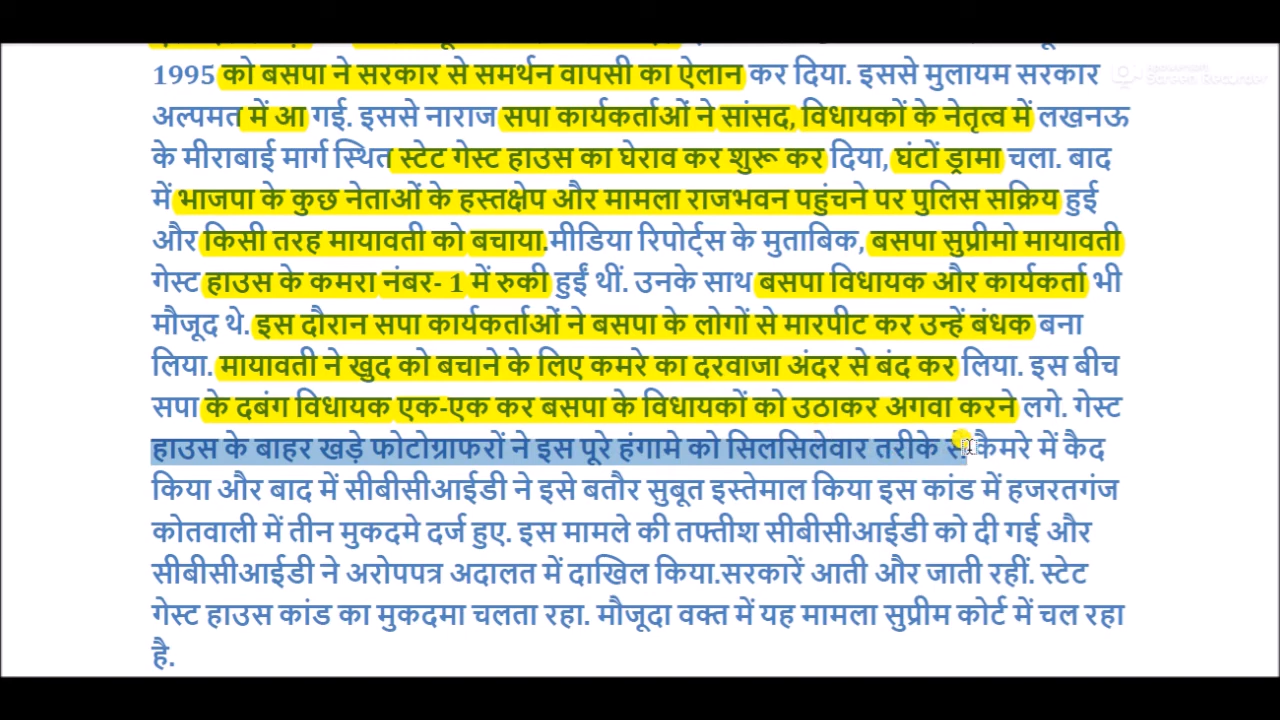 1995 को बसपा ने सरकार से समर्थन वापसी का ऐलान कर दिया. इससे मुलायम सरकार
अल्पमत में आ गई. इससे नाराज सपा कार्यकर्ताओं ने सांसद, विधायकों के नेतृत्व में लखनऊ
के मीराबाई मार्ग स्थित स्टेट गेस्ट हाउस का घेराव कर शुरू कर दिया, घंटों ड्रामा चला. बाद
में भाजपा के कुछ नेताओं के हस्तक्षेप और मामला राजभवन पहुंचने पर पुलिस सक्रिय हुई
और किसी तरह मायावती को बचाया.मीडिया रिपोर्ट्स के मुताबिक, बसपा सुप्रीमो मायावती
गेस्ट हाउस के कमरा नंबर- 1 में रुकी हुईं थीं. उनके साथ बसपा विधायक और कार्यकर्ता भी
मौजूद थे. इस दौरान सपा कार्यकर्ताओं ने बसपा के लोगों से मारपीट कर उन्हें बंधक बना
लिया. मायावती ने खुद को बचाने के लिए कमरे का दरवाजा अंदर से बंद कर लिया. इस बीच
सपा के दबंग विधायक एक-एक कर बसपा के विधायकों को उठाकर अगवा करने लगे. गेस्ट
हाउस के बाहर खड़े फोटोग्राफरों ने इस पूरे हंगामे को सिलसिलेवार तरीके से कैमरे में कैद
किया और बाद में सीबीसीआईडी ने इसे बतौर सुबूत इस्तेमाल किया इस कांड में हजरतगंज
कोतवाली में तीन मुकदमे दर्ज हुए. इस मामले की तफ्तीश सीबीसीआईडी को दी गई और
सीबीसीआईडी ने अरोपपत्र अदालत में दाखिल किया.सरकारें आती और जाती रहीं. स्टेट
गेस्ट हाउस कांड का मुकदमा चलता रहा. मौजूदा वक्त में यह मामला सुप्रीम कोर्ट में चल रहा
है.
Screen Recorder